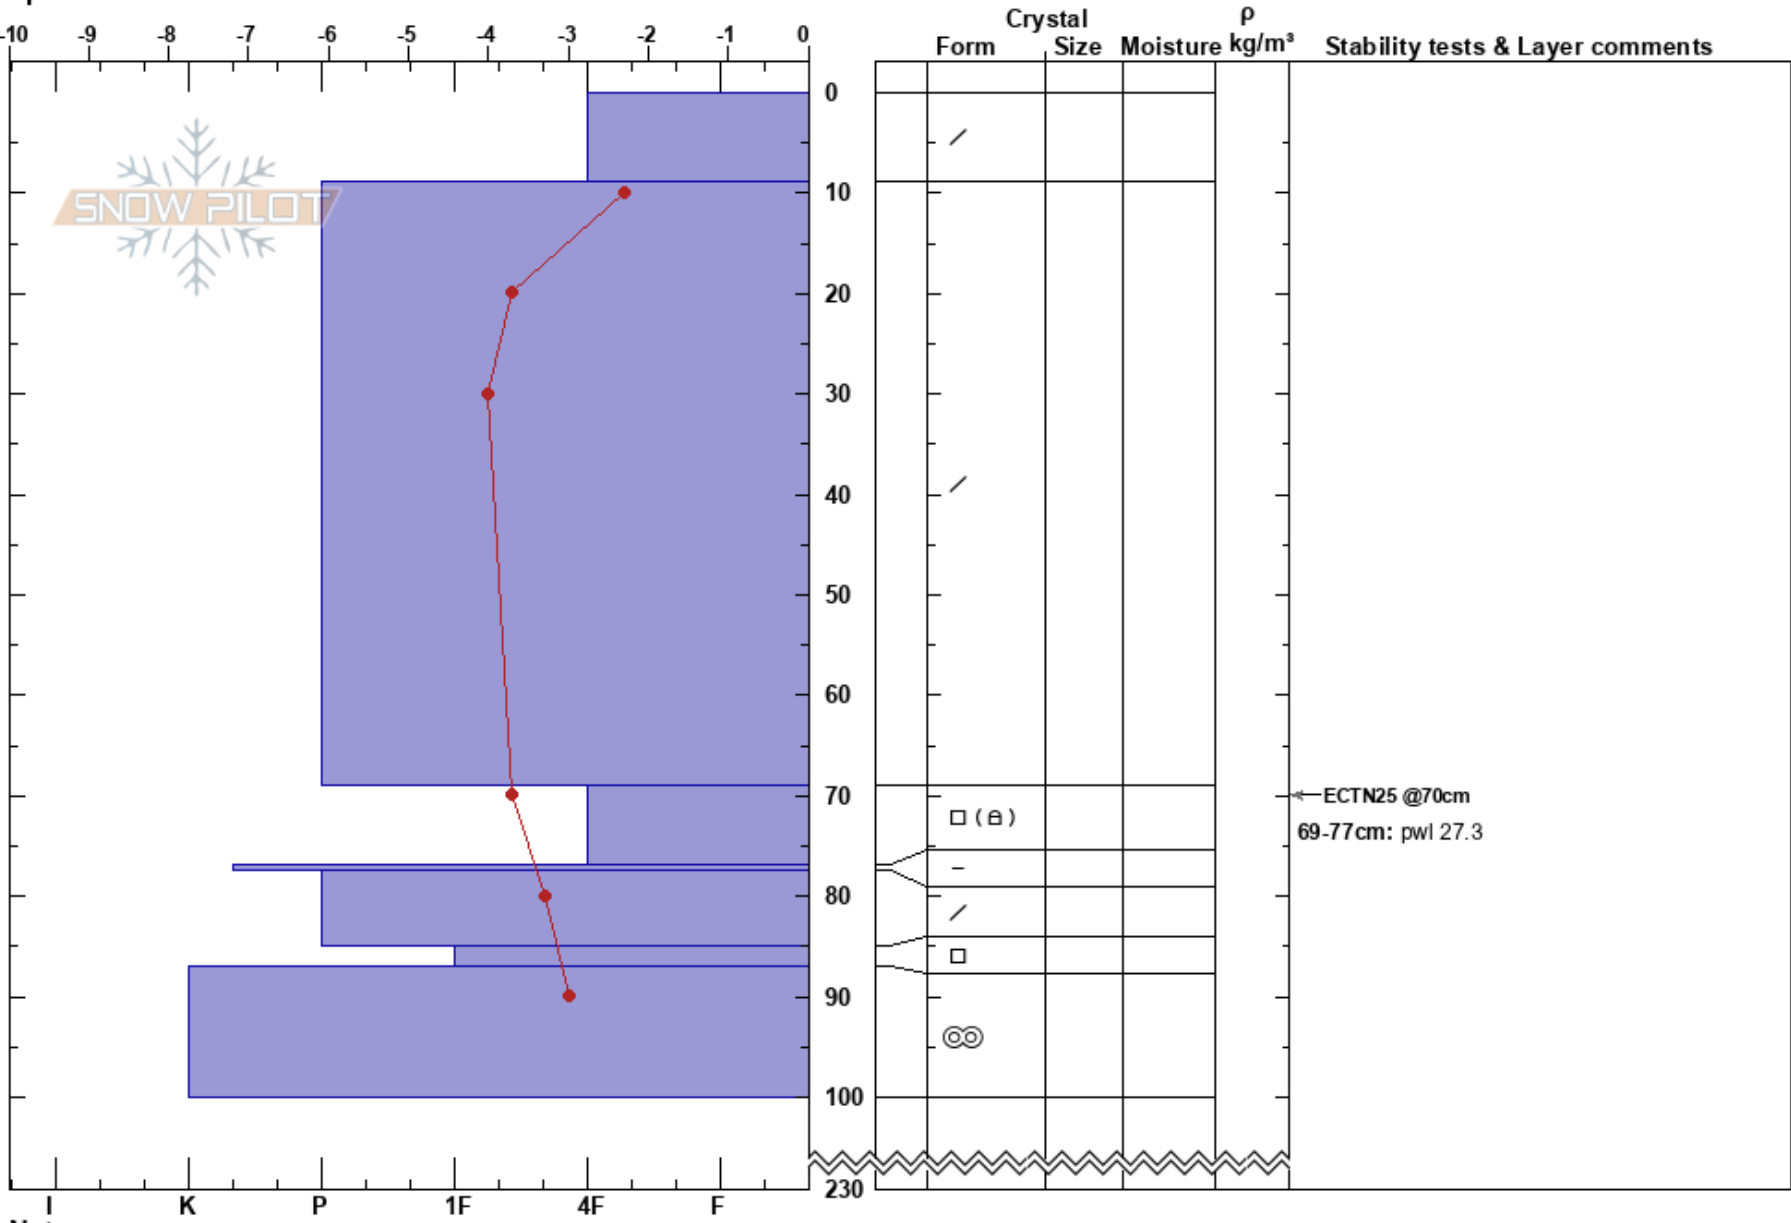 Crystal ρ
-10 -9 -8 -7 -6 -5 -4 -3 -2 -1 0 Form Size Moisture kg/m³ Stability tests & Layer comments
0
SNOW PILOT
10
20
30
40
50
60
70 ECTN25 @70cm
69-77cm: pwl 27.3
80
90
100
230
I K P 1F 4F F